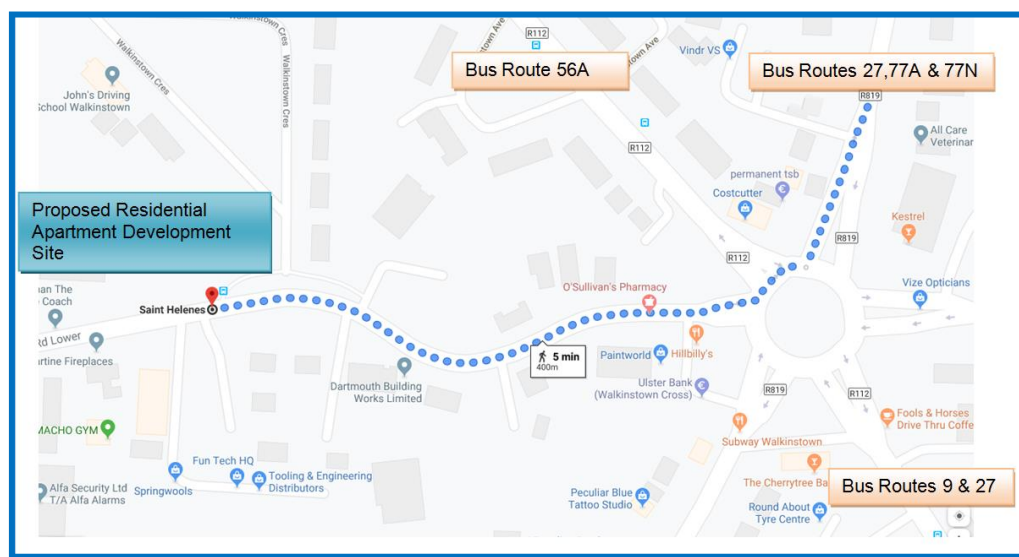 R112
Walkinstown Cres
Walkinstown Cres
Walkinstown Cres
Bus Route 56A
Bus Routes 27,77A & 77N
Vindr VS
R819
John's Driving
School Walkinstown
R112
All Care
Veterinar
permanent tsb
Costcutter
Kestrel
R819
R112
Proposed Residential
Apartment Development
Site
O'Sullivan's Pharmacy
Vize Opticians
Saint Helenes
Coach
Rd Lower
5 min
400m
Paintworld
Hillbilly's
Ulster Bank
(Walkinstown Cross)
Dartmouth Building
Works Limited
R819
R112
Fools & Horses
Drive Thru Coffe
MACHO GYM
Subway Walkinstown
Fun Tech HQ
Tooling & Engineering
Distributors
Springwools
The Cherrytree Ba
Bus Routes 9 & 27
Alfa Security Ltd
T/A Alfa Alarms
Peculiar Blue
Tattoo Studio
Round About
Tyre Centre